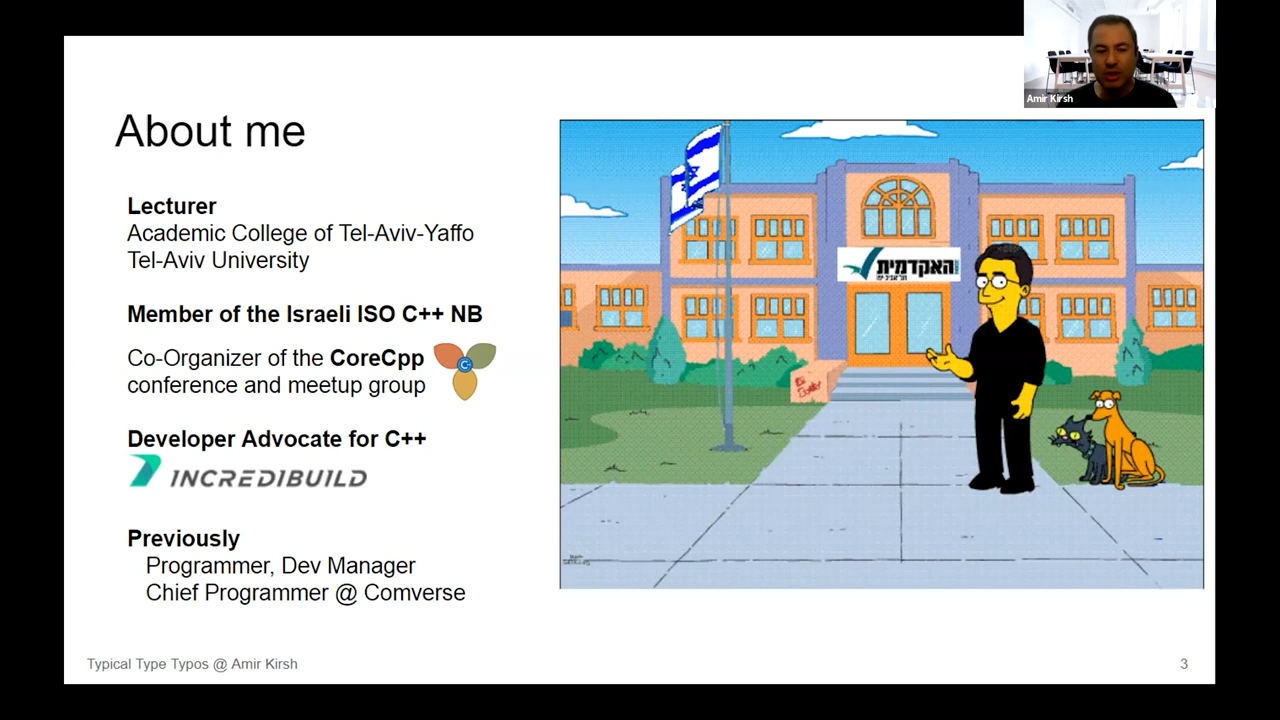 Amir Kirsh
About me
Lecturer
Academic College of Tel-Aviv-Yaffo
Tel-Aviv University
Member of the Israeli ISO C++ NB
Co-Organizer of the CoreCpp
conference and meetup group
Developer Advocate for C++
INCREDIBUILD
Previously
Programmer, Dev Manager
Chief Programmer @ Comverse
האקדמית
Typical Type Typos @ Amir Kirsh
3